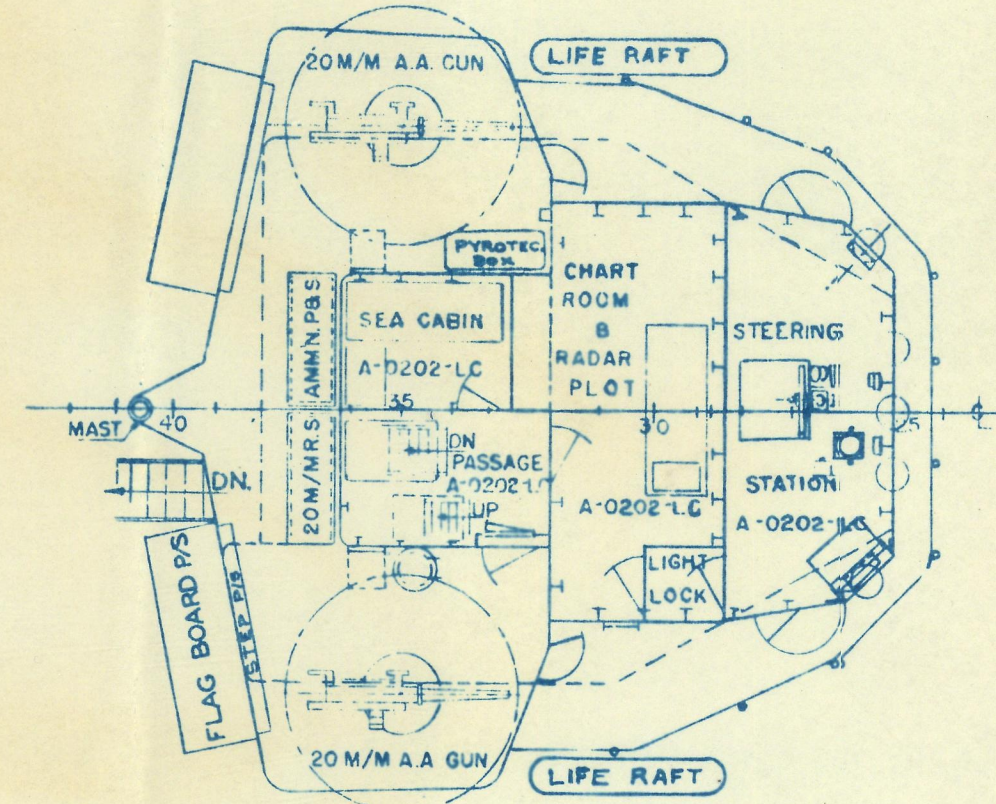 LIFE RAFT
20 M/M A.A. GUN
PYROTEC.
BOX
CHART
ROOM
&
RADAR
PLOT
SEA CABIN
A-0202-LC
STEERING
20 M/M R.S. AMMN. P&S
MAST
40
35
30
25
DN.
DN
PASSAGE
A-0202-LC
UP
A-0202-LC
STATION
A-0202-LC
LIGHT
LOCK
FLAG BOARD P/S
STEP P/S
20 M/M A.A GUN
LIFE RAFT